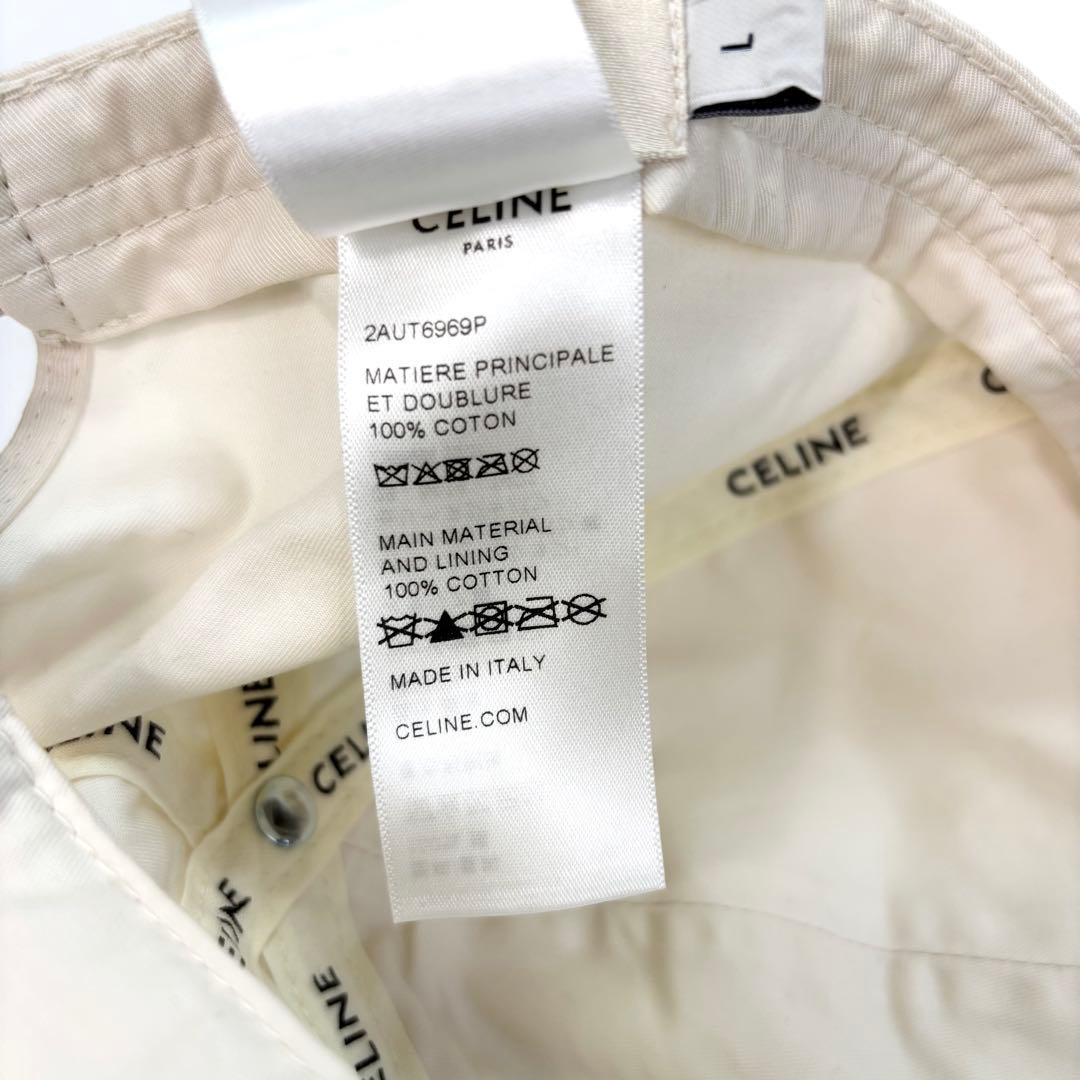 L
CELINE
PARIS
2AUT6969P
MATIERE PRINCIPALE
ET DOUBLURE
100% COTON
MAIN MATERIAL
AND LINING
100% COTTON
MADE IN ITALY
CELINE.COM
CELINE
C
CELINE
CELINE
CEL
CELINE
CELINE